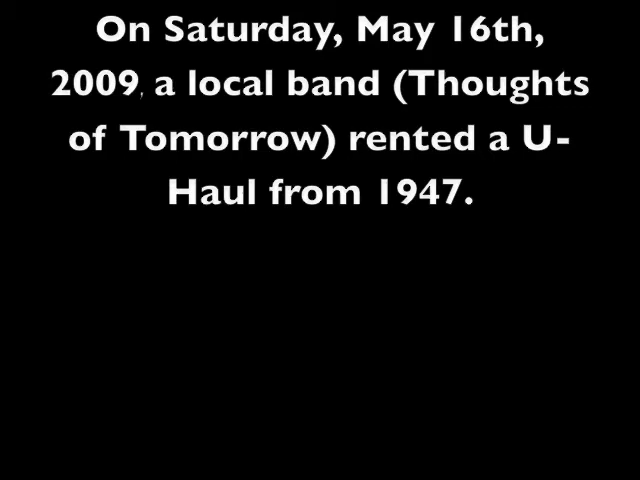 On Saturday, May 16th,
2009, a local band (Thoughts
of Tomorrow) rented a U-
Haul from 1947.